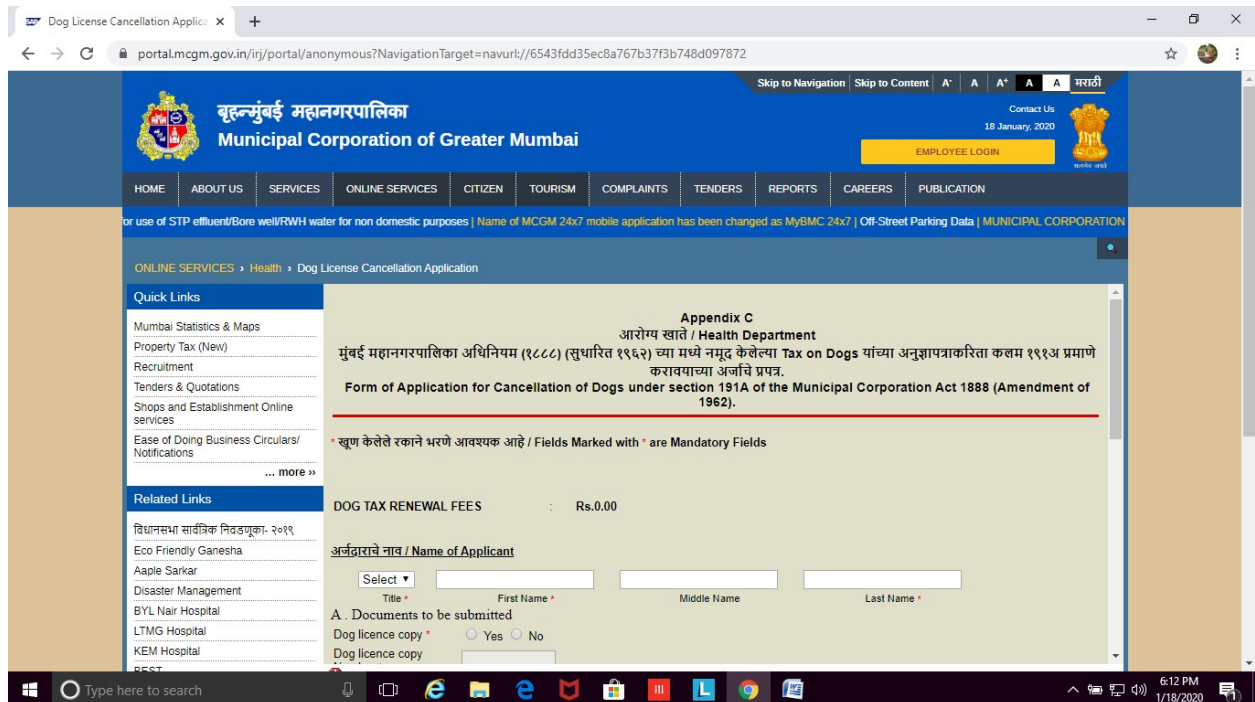 Dog License Cancellation Applic
portal.mcgm.gov.in/irj/portal/anonymous?NavigationTarget=navurl://6543fdd35ec8a767b37f3b748d097872
Skip to Navigation Skip to Content A- A A+ A A मराठी
बृहन्मुंबई महानगरपालिका
Municipal Corporation of Greater Mumbai
Contact Us
18 January, 2020
EMPLOYEE LOGIN
सत्यमेव जयते
HOME ABOUT US SERVICES ONLINE SERVICES CITIZEN TOURISM COMPLAINTS TENDERS REPORTS CAREERS PUBLICATION
for use of STP effluent/Bore well/RWH water for non domestic purposes | Name of MCGM 24x7 mobile application has been changed as MyBMC 24x7 | Off-Street Parking Data | MUNICIPAL CORPORATION
ONLINE SERVICES › Health › Dog License Cancellation Application
Quick Links
Mumbai Statistics & Maps
Property Tax (New)
Recruitment
Tenders & Quotations
Shops and Establishment Online
services
Ease of Doing Business Circulars/
Notifications
... more ››
Related Links
विधानसभा सार्वत्रिक निवडणूका- २०१९
Eco Friendly Ganesha
Aaple Sarkar
Disaster Management
BYL Nair Hospital
LTMG Hospital
KEM Hospital
BEST
Appendix C
आरोग्य खाते / Health Department
मुंबई महानगरपालिका अधिनियम (१८८८) (सुधारित १९६२) च्या मध्ये नमूद केलेल्या Tax on Dogs यांच्या अनुज्ञापत्राकरिता कलम १९१अ प्रमाणे
करावयाच्या अर्जाचे प्रपत्र.
Form of Application for Cancellation of Dogs under section 191A of the Municipal Corporation Act 1888 (Amendment of
1962).
* खूण केलेले रकाने भरणे आवश्यक आहे / Fields Marked with * are Mandatory Fields
DOG TAX RENEWAL FEES : Rs.0.00
अर्जदाराचे नाव / Name of Applicant
Select
Title * First Name * Middle Name Last Name *
A . Documents to be submitted
Dog licence copy * Yes No
Dog licence copy
Type here to search
6:12 PM
1/18/2020